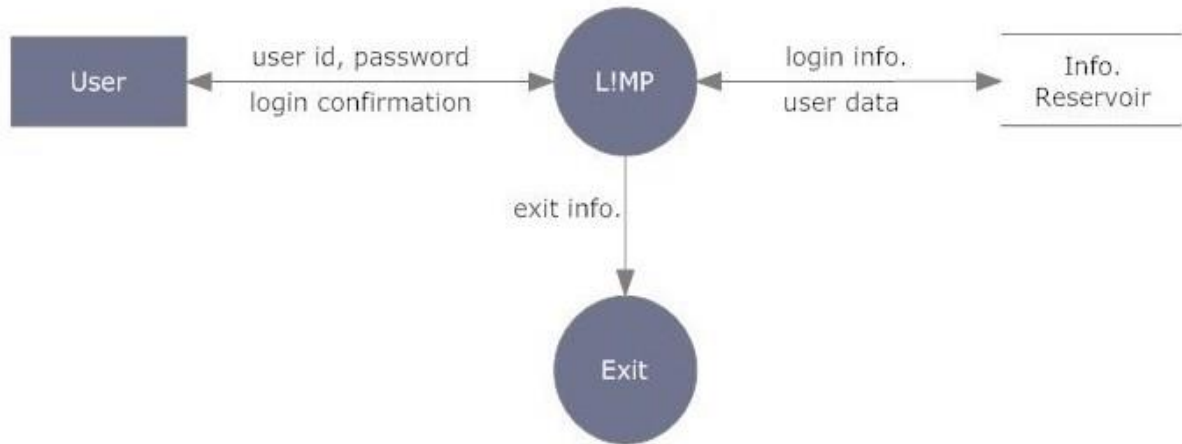 User
user id, password
login confirmation
L!MP
login info.
user data
Info.
Reservoir
exit info.
Exit